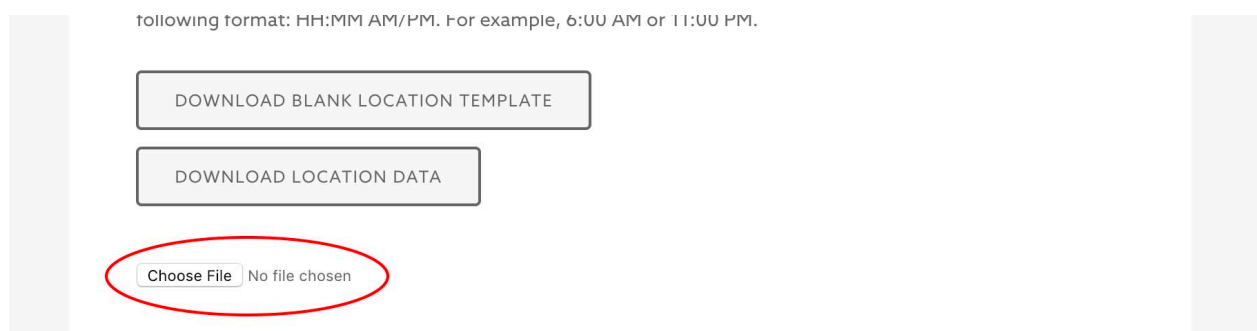 following format: HH:MM AM/PM. For example, 6:00 AM or 11:00 PM.
DOWNLOAD BLANK LOCATION TEMPLATE
DOWNLOAD LOCATION DATA
Choose File No file chosen